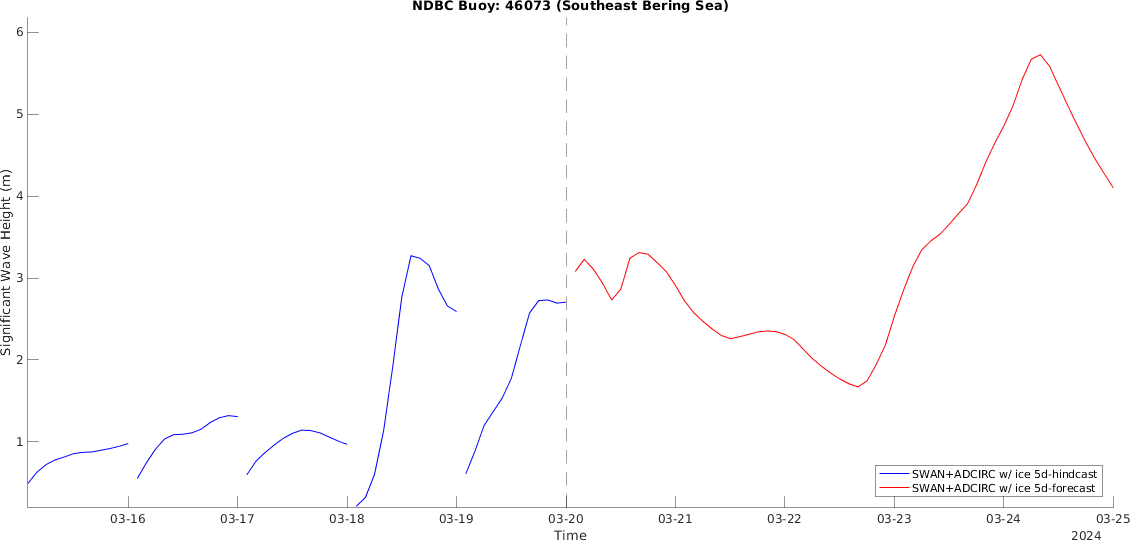 NDBC Buoy: 46073 (Southeast Bering Sea)
6
5
4
3
2
1
Significant Wave Height (m)
SWAN+ADCIRC w/ ice 5d-hindcast
SWAN+ADCIRC w/ ice 5d-forecast
03-16 03-17 03-18 03-19 03-20 03-21 03-22 03-23 03-24 03-25
Time
2024